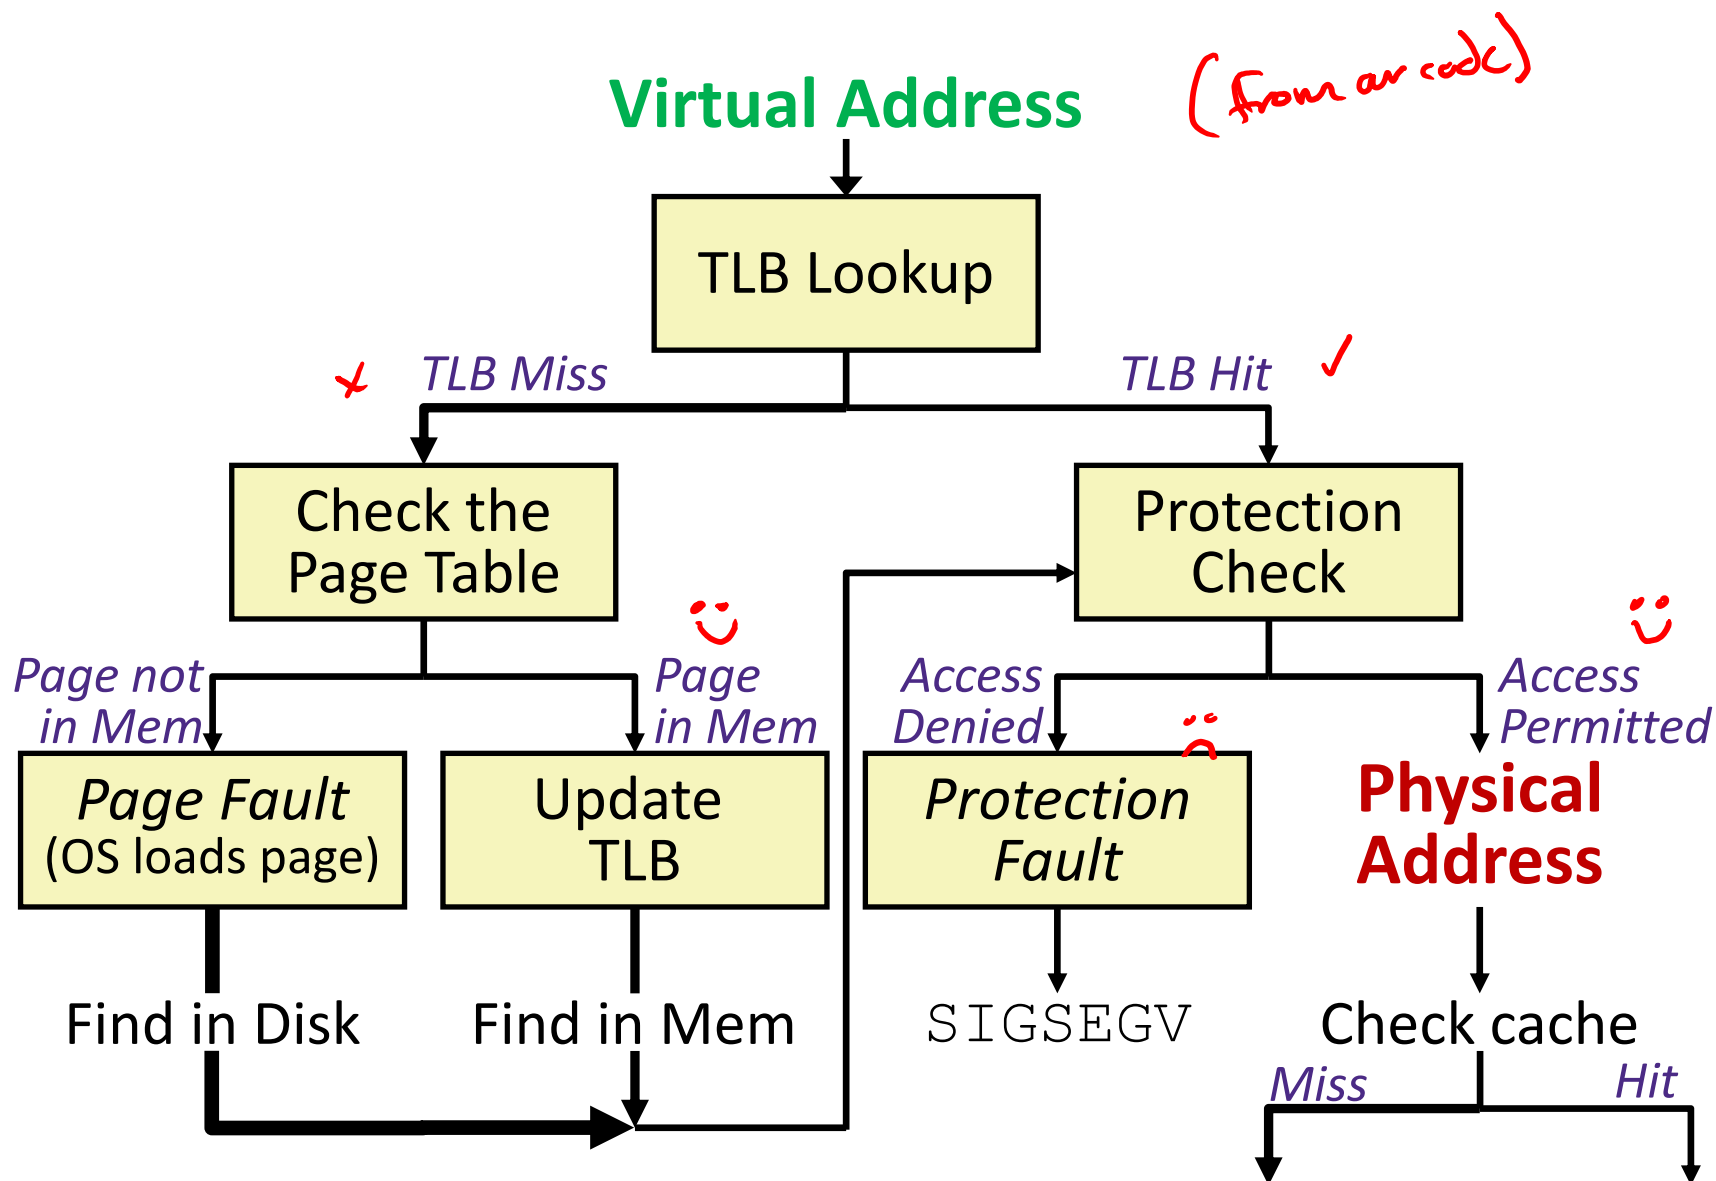 Virtual Address
(from our code)
TLB Lookup
TLB Miss
TLB Hit
Check the
Page Table
Protection
Check
Page not
in Mem
Page
in Mem
Access
Denied
Access
Permitted
Page Fault
(OS loads page)
Update
TLB
Protection
Fault
Physical
Address
Find in Disk
Find in Mem
SIGSEGV
Check cache
Miss
Hit